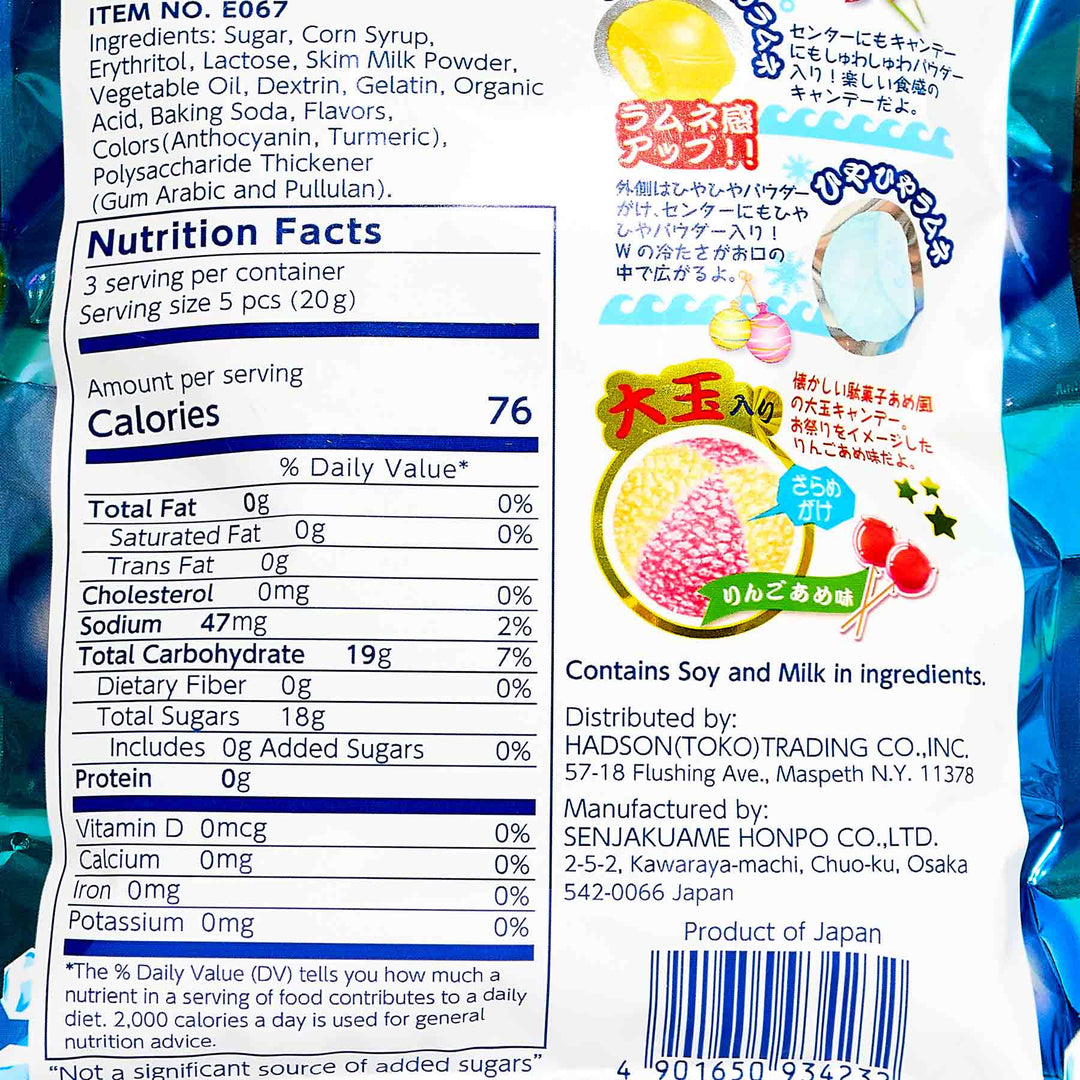 ITEM NO. E067
Ingredients: Sugar, Corn Syrup,
Erythritol, Lactose, Skim Milk Powder,
Vegetable Oil, Dextrin, Gelatin, Organic
Acid, Baking Soda, Flavors,
Colors(Anthocyanin, Turmeric),
Polysaccharide Thickener
(Gum Arabic and Pullulan).
Nutrition Facts
3 serving per container
Serving size 5 pcs (20g)
Amount per serving
Calories 76
% Daily Value*
Total Fat 0g 0%
Saturated Fat 0g 0%
Trans Fat 0g
Cholesterol 0mg 0%
Sodium 47mg 2%
Total Carbohydrate 19g 7%
Dietary Fiber 0g 0%
Total Sugars 18g
Includes 0g Added Sugars 0%
Protein 0g
Vitamin D 0mcg 0%
Calcium 0mg 0%
Iron 0mg 0%
Potassium 0mg 0%
*The % Daily Value (DV) tells you how much a
nutrient in a serving of food contributes to a daily
diet. 2,000 calories a day is used for general
nutrition advice.
“Not a significant source of added sugars”
ラムネ
センターにもキャンデー
にもしゅわしゅわパウダー
入り！楽しい食感の
キャンデーだよ。
ラムネ感
アップ!!
ひやひやラムネ
外側はひやひやパウダー
がけ、センターにもひや
ひやパウダー入り！
Wの冷たさがお口の
中で広がるよ。
大玉入り
懐かしい駄菓子あめ風
の大玉キャンデー。
お祭りをイメージした
りんごあめ味だよ。
さらめ
がけ
りんごあめ味
Contains Soy and Milk in ingredients.
Distributed by:
HADSON(TOKO)TRADING CO.,INC.
57-18 Flushing Ave., Maspeth N.Y. 11378
Manufactured by:
SENJAKUAME HONPO CO.,LTD.
2-5-2, Kawaraya-machi, Chuo-ku, Osaka
542-0066 Japan
Product of Japan
4 901650 93423